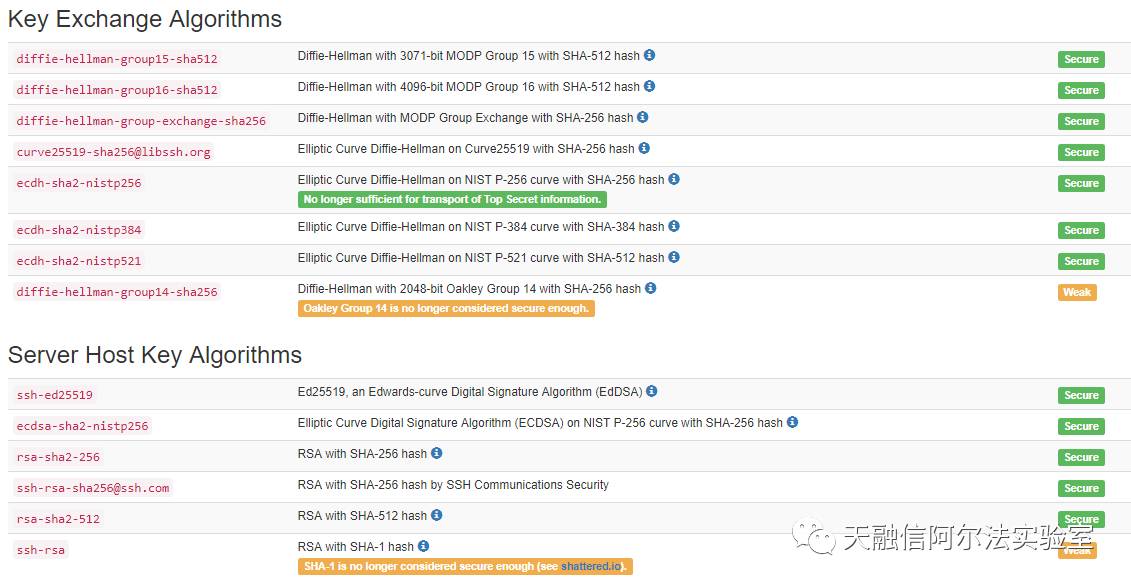 Key Exchange Algorithms
diffie-hellman-group15-sha512 Diffie-Hellman with 3071-bit MODP Group 15 with SHA-512 hash Secure
diffie-hellman-group16-sha512 Diffie-Hellman with 4096-bit MODP Group 16 with SHA-512 hash Secure
diffie-hellman-group-exchange-sha256 Diffie-Hellman with MODP Group Exchange with SHA-256 hash Secure
curve25519-sha256@libssh.org Elliptic Curve Diffie-Hellman on Curve25519 with SHA-256 hash Secure
ecdh-sha2-nistp256 Elliptic Curve Diffie-Hellman on NIST P-256 curve with SHA-256 hash Secure
No longer sufficient for transport of Top Secret information.
ecdh-sha2-nistp384 Elliptic Curve Diffie-Hellman on NIST P-384 curve with SHA-384 hash Secure
ecdh-sha2-nistp521 Elliptic Curve Diffie-Hellman on NIST P-521 curve with SHA-512 hash Secure
diffie-hellman-group14-sha256 Diffie-Hellman with 2048-bit Oakley Group 14 with SHA-256 hash Weak
Oakley Group 14 is no longer considered secure enough.
Server Host Key Algorithms
ssh-ed25519 Ed25519, an Edwards-curve Digital Signature Algorithm (EdDSA) Secure
ecdsa-sha2-nistp256 Elliptic Curve Digital Signature Algorithm (ECDSA) on NIST P-256 curve with SHA-256 hash Secure
rsa-sha2-256 RSA with SHA-256 hash Secure
ssh-rsa-sha256@ssh.com RSA with SHA-256 hash by SSH Communications Security Secure
rsa-sha2-512 RSA with SHA-512 hash Secure
天融信阿尔法实验室
ssh-rsa RSA with SHA-1 hash Weak
SHA-1 is no longer considered secure enough (see shattered.io).